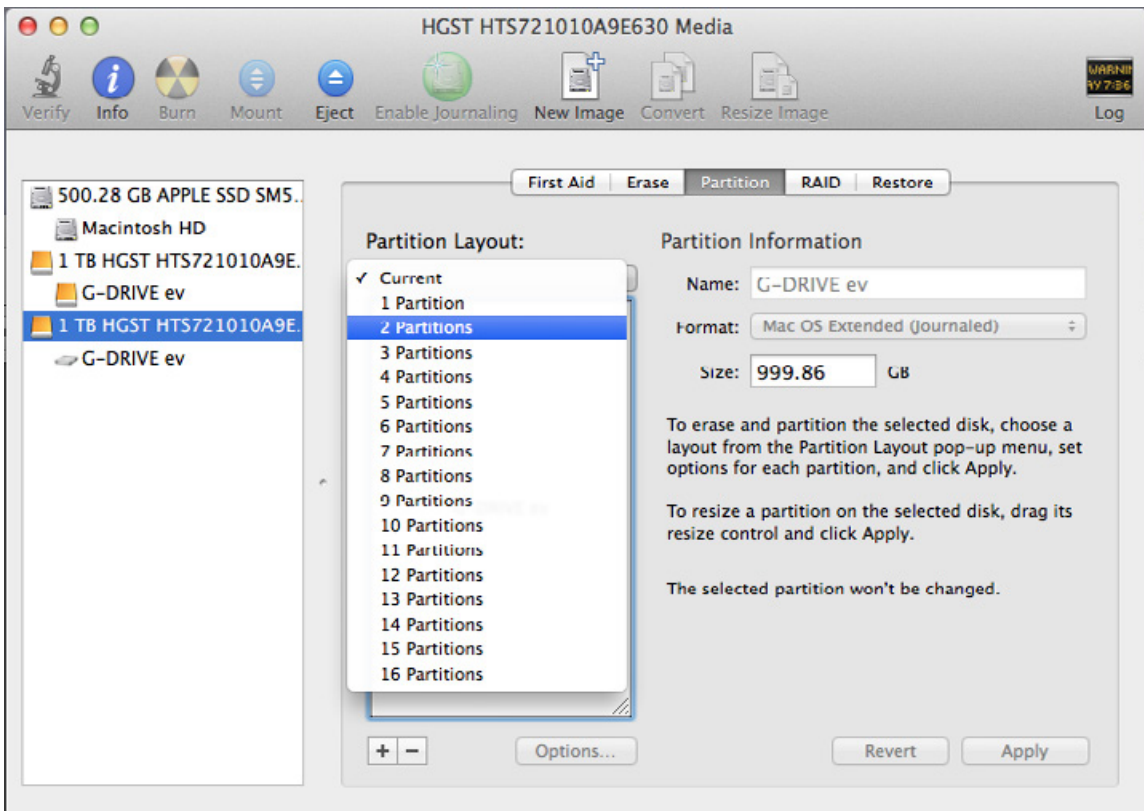 HGST HTS721010A9E630 Media
Verify Info Burn Mount Eject Enable Journaling New Image Convert Resize Image Log
WARNIN
AY 7:36
First Aid Erase Partition RAID Restore
500.28 GB APPLE SSD SM5..
Macintosh HD
1 TB HGST HTS721010A9E.
G-DRIVE ev
1 TB HGST HTS721010A9E.
G-DRIVE ev
Partition Layout:
✓ Current
1 Partition
2 Partitions
3 Partitions
4 Partitions
5 Partitions
6 Partitions
7 Partitions
8 Partitions
9 Partitions
10 Partitions
11 Partitions
12 Partitions
13 Partitions
14 Partitions
15 Partitions
16 Partitions
+ − Options...
Partition Information
Name: G-DRIVE ev
Format: Mac OS Extended (Journaled)
Size: 999.86 GB
To erase and partition the selected disk, choose a
layout from the Partition Layout pop-up menu, set
options for each partition, and click Apply.
To resize a partition on the selected disk, drag its
resize control and click Apply.
The selected partition won't be changed.
Revert Apply